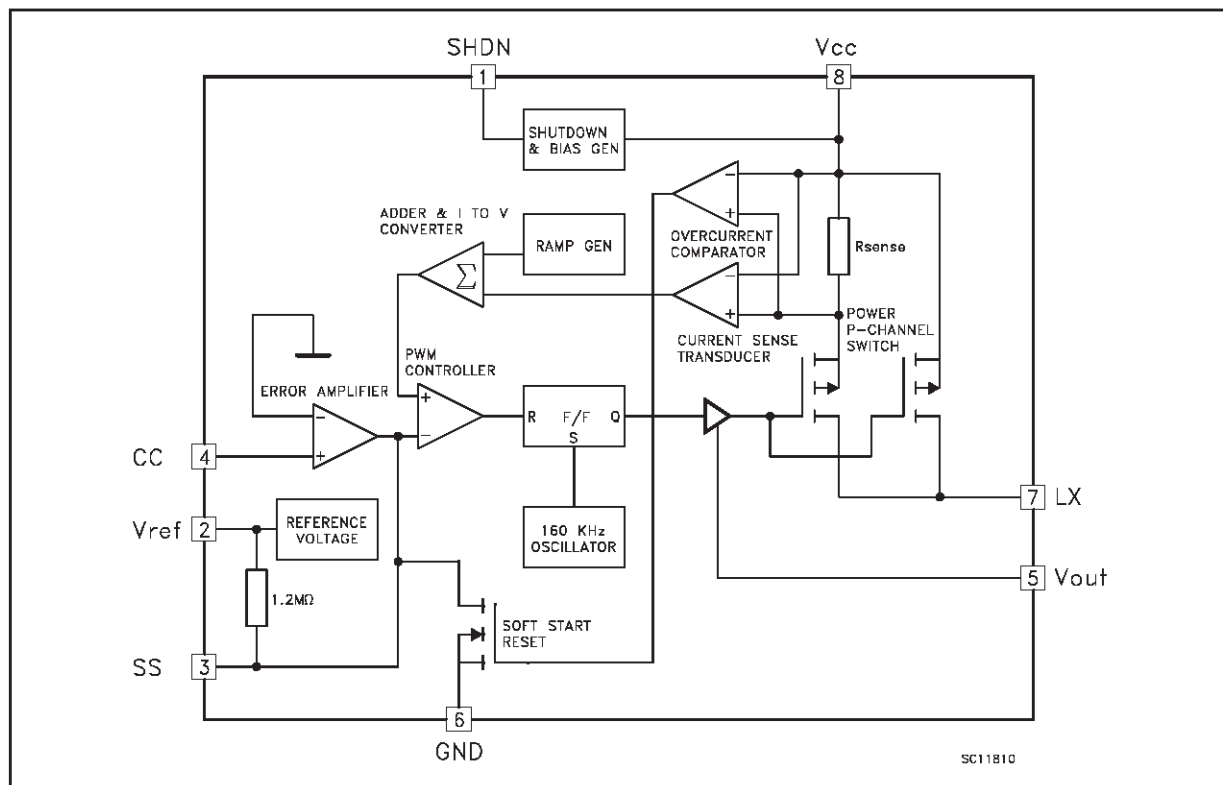 SHDN
Vcc
1
8
SHUTDOWN
& BIAS GEN
ADDER & I TO V
CONVERTER
RAMP GEN
−
+
OVERCURRENT
COMPARATOR
Rsense
Σ
−
+
CURRENT SENSE
TRANSDUCER
POWER
P-CHANNEL
SWITCH
PWM
CONTROLLER
ERROR AMPLIFIER
−
+
+
−
R F/F Q
S
CC
4
Vref
2
REFERENCE
VOLTAGE
160 KHz
OSCILLATOR
7
LX
5
Vout
1.2MΩ
SOFT START
RESET
SS
3
6
GND
SC11810